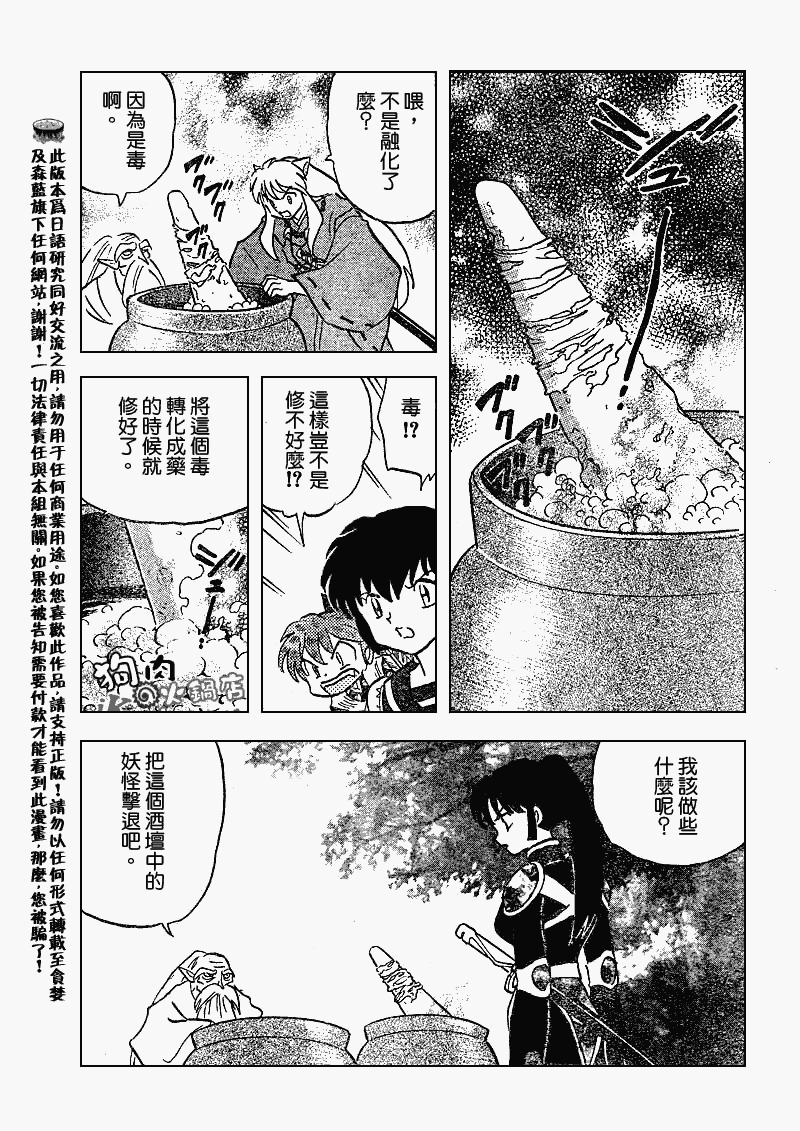 喂，
不是融化了
麼？
因為是毒
啊。
毒!?
這樣豈不是
修不好麼!?
將這個毒
轉化成藥
的時候就
修好了。
我該做些
什麼呢？
把這個酒壇中的
妖怪擊退吧。
狗肉
火鍋店
此版本爲日語研究同好交流之用，請勿用于任何商業用途。如您喜歡此作品，請支持正版！請勿以任何形式轉載至貪婪
及森藍旗下任何網站，謝謝！一切法律責任與本組無關。如果您被告知需要付款才能看到此漫畫，那麼，您被騙了！